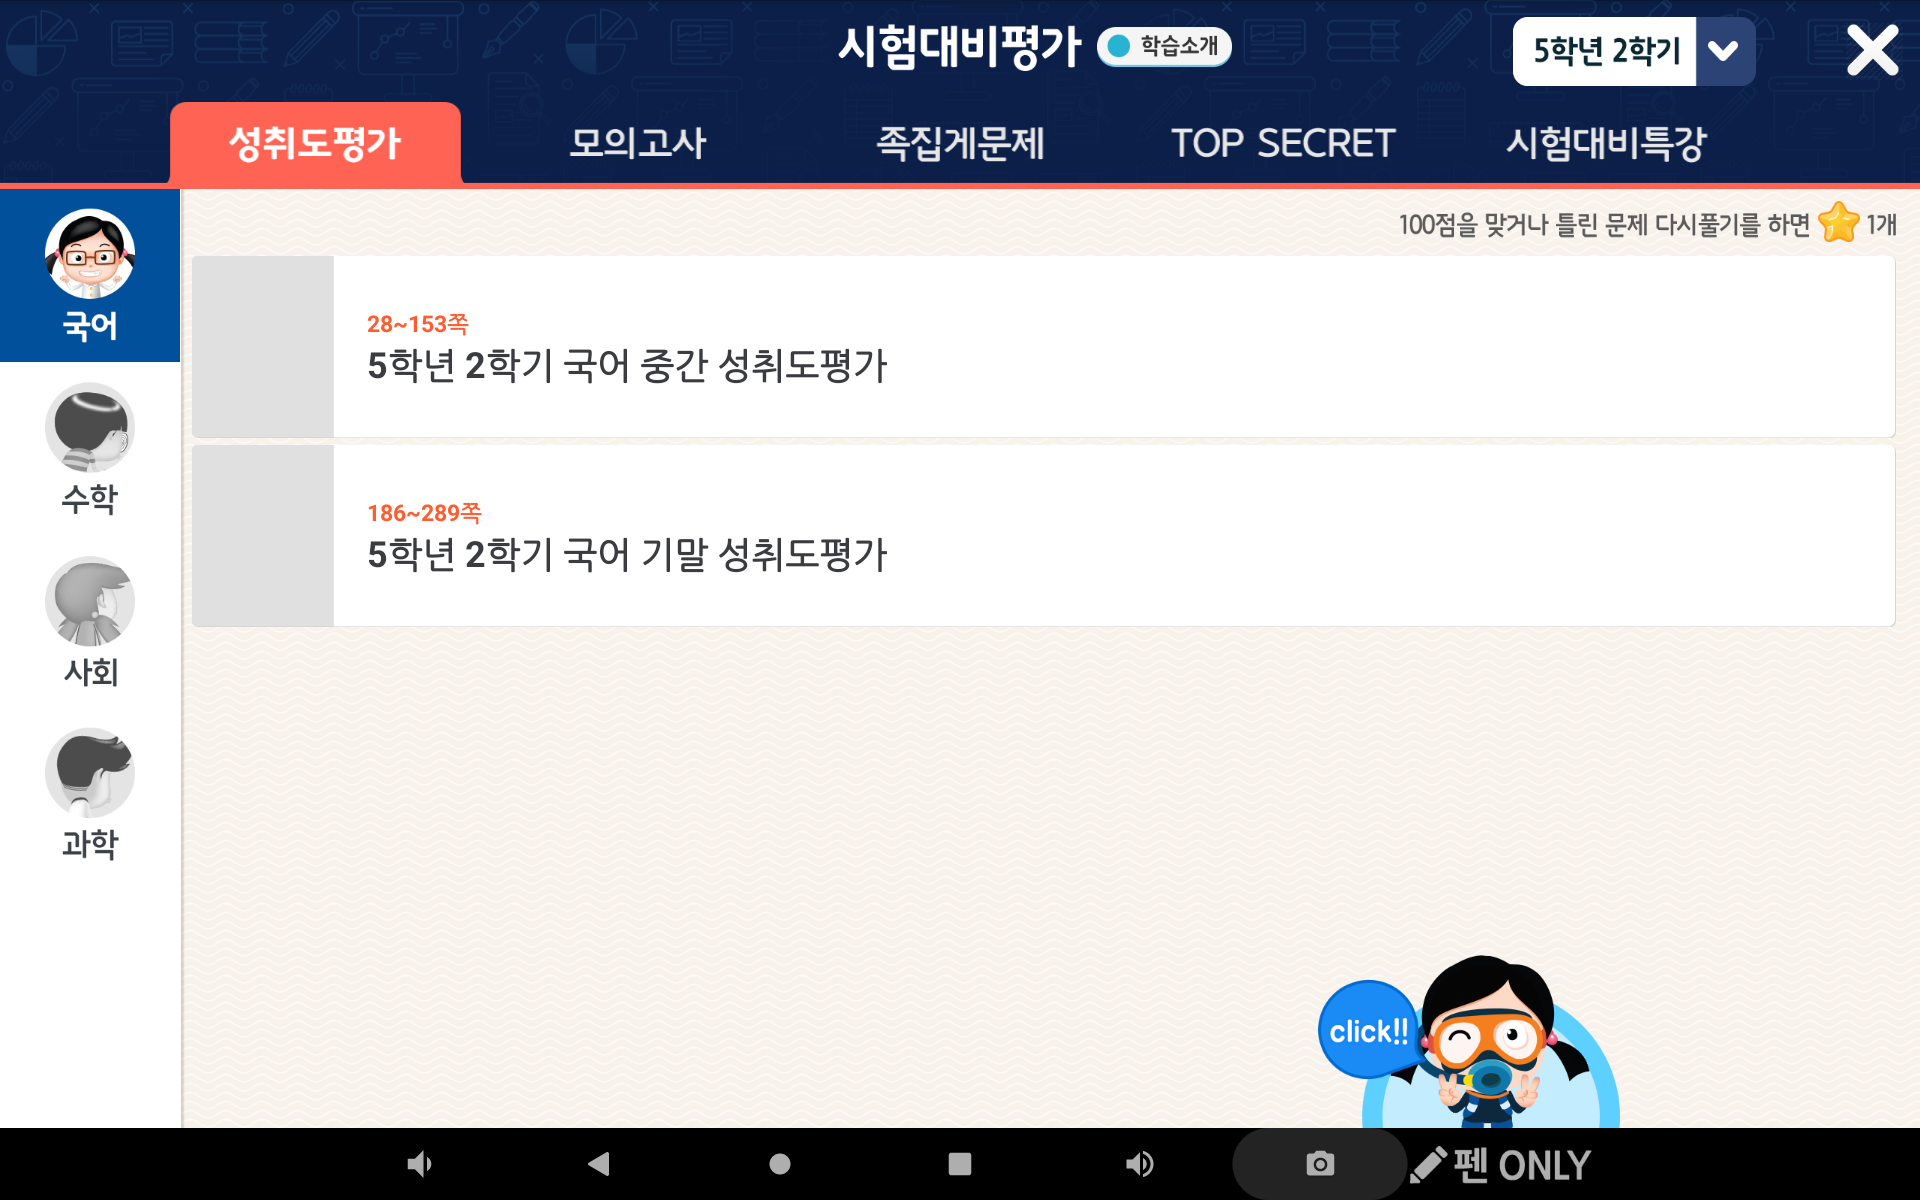 시험대비평가
학습소개
5학년 2학기
성취도평가
모의고사
족집게문제
TOP SECRET
시험대비특강
100점을 맞거나 틀린 문제 다시풀기를 하면 1개
국어
수학
사회
과학
28~153쪽
5학년 2학기 국어 중간 성취도평가
186~289쪽
5학년 2학기 국어 기말 성취도평가
click!!
펜 ONLY